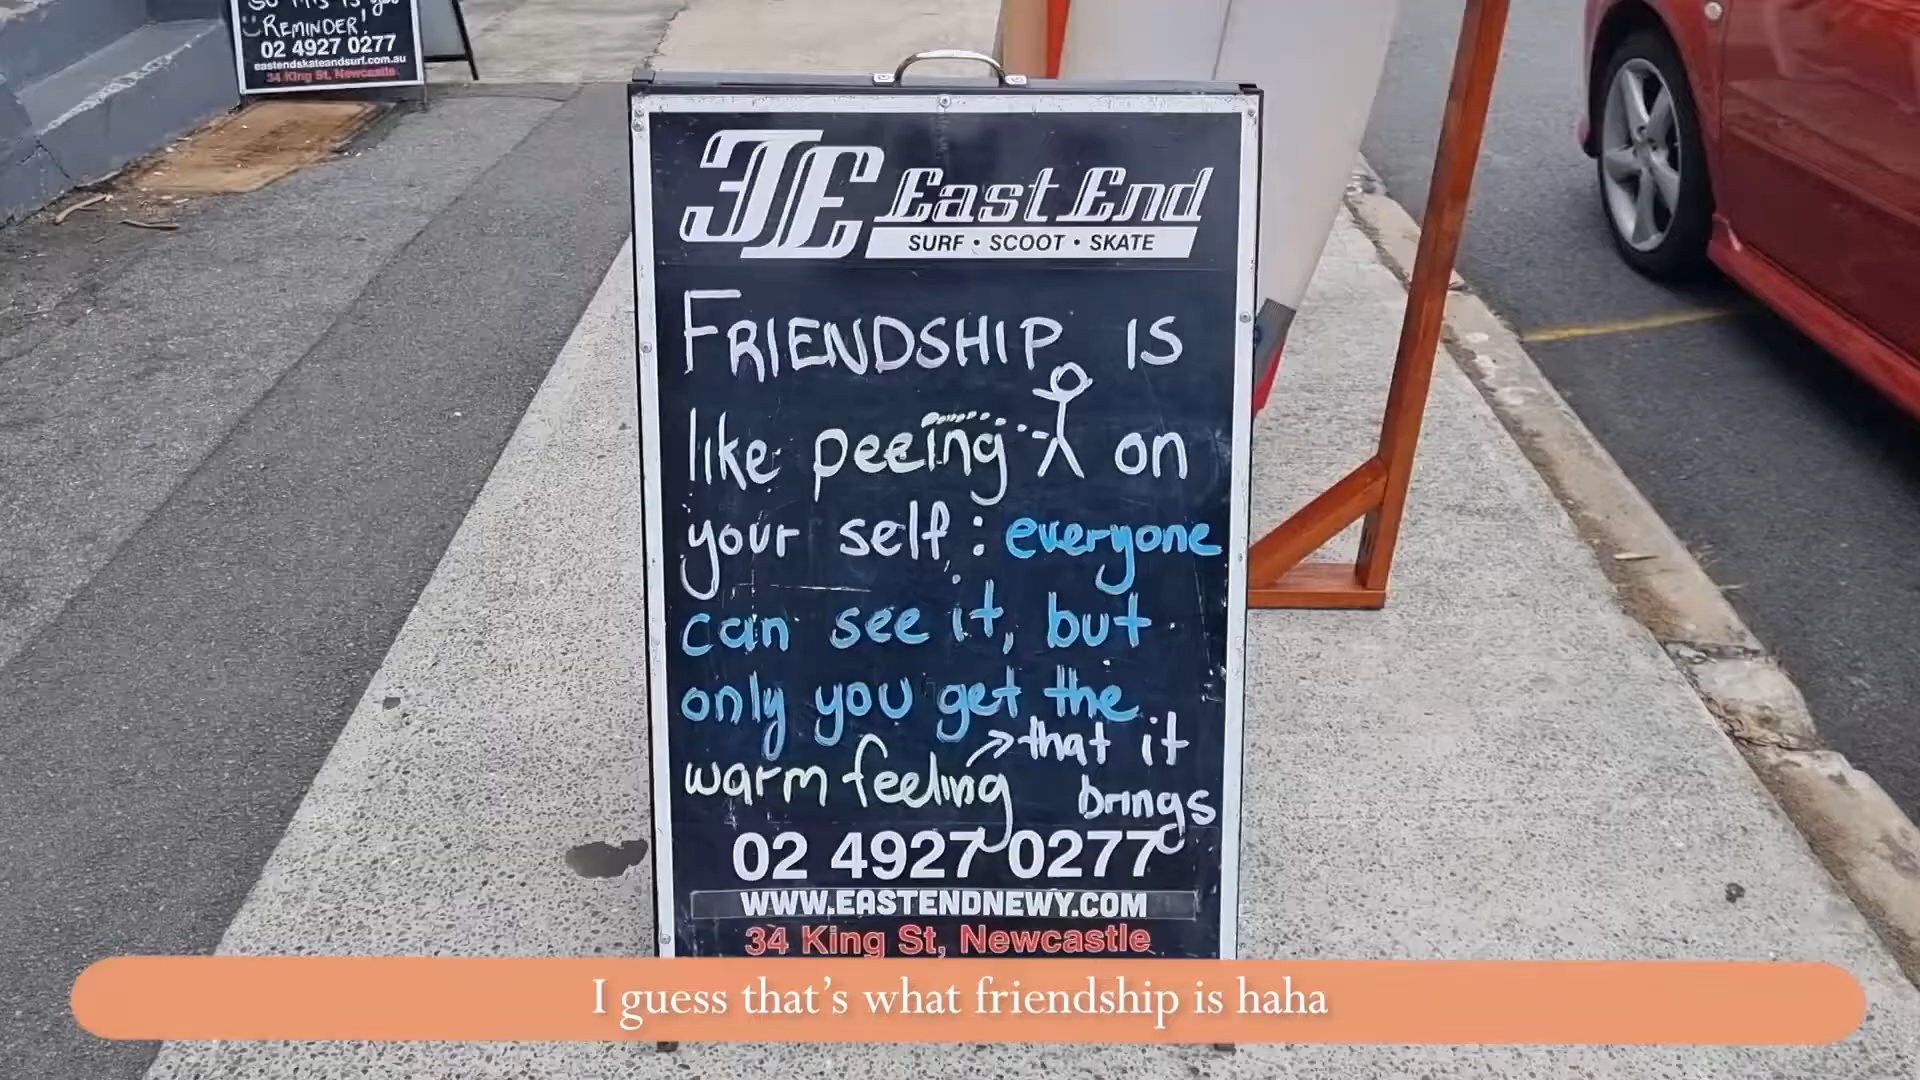 REMINDER!
02 4927 0277
eastendskateandsurf.com.au
34 King St, Newcastle
East End
SURF • SCOOT • SKATE
FRIENDSHIP IS
like peeing on
your self: everyone
can see it, but
only you get the
warm feeling that it
brings
02 4927 0277
WWW.EASTENDNEWY.COM
34 King St, Newcastle
I guess that's what friendship is haha